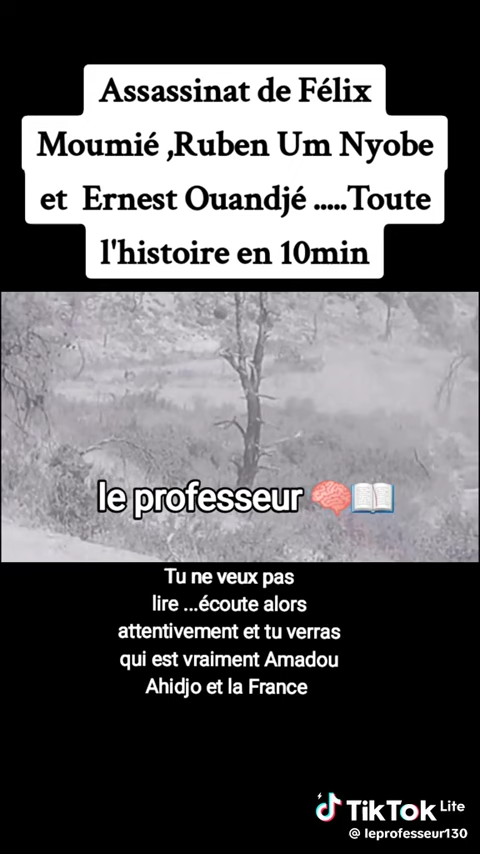 Assassinat de Félix
Moumié ,Ruben Um Nyobe
et Ernest Ouandjé .....Toute
l'histoire en 10min
le professeur 🧠📖
Tu ne veux pas
lire ...écoute alors
attentivement et tu verras
qui est vraiment Amadou
Ahidjo et la France
TikTok Lite
@ leprofesseur130